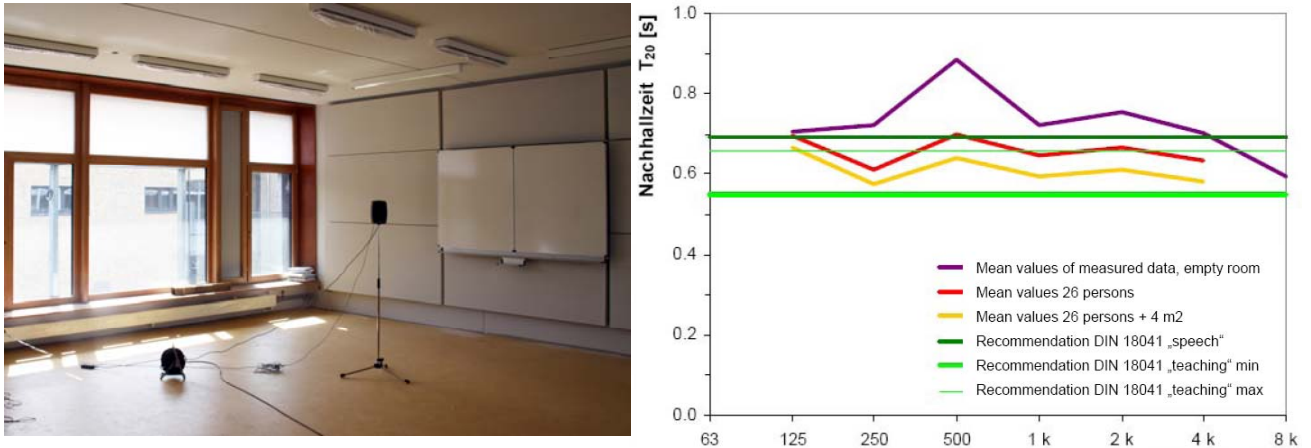 Nachhallzeit T20 [s]
1.0
0.8
0.6
0.4
0.2
0.0
Mean values of measured data, empty room
Mean values 26 persons
Mean values 26 persons + 4 m2
Recommendation DIN 18041 „speech“
Recommendation DIN 18041 „teaching“ min
Recommendation DIN 18041 „teaching“ max
63 125 250 500 1 k 2 k 4 k 8 k